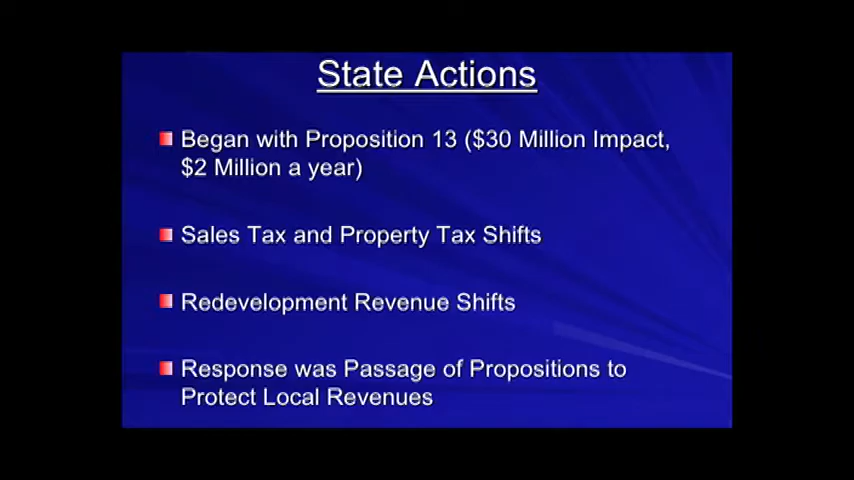 State Actions
Began with Proposition 13 ($30 Million Impact,
$2 Million a year)
Sales Tax and Property Tax Shifts
Redevelopment Revenue Shifts
Response was Passage of Propositions to
Protect Local Revenues